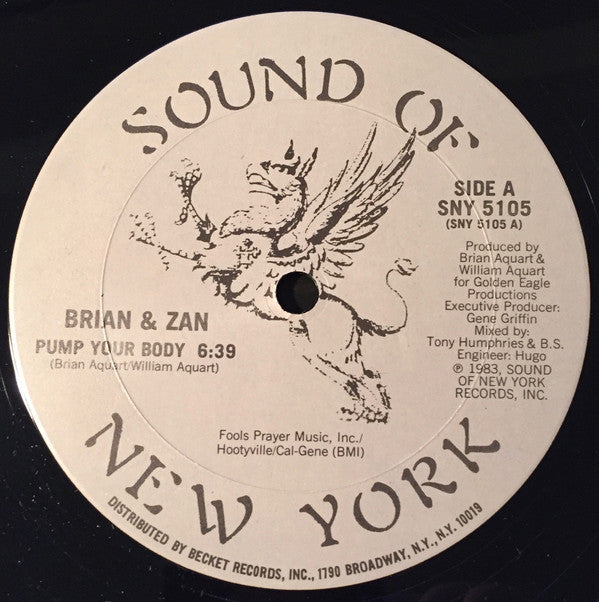 SOUND OF
NEW YORK
SIDE A
SNY 5105
(SNY 5105 A)
Produced by
Brian Aquart &
William Aquart
for Golden Eagle
Productions
Executive Producer:
Gene Griffin
Mixed by:
Tony Humphries & B.S.
Engineer: Hugo
℗ 1983, SOUND
OF NEW YORK
RECORDS, INC.
BRIAN & ZAN
PUMP YOUR BODY 6:39
(Brian Aquart/William Aquart)
Fools Prayer Music, Inc./
Hootyville/Cal-Gene (BMI)
DISTRIBUTED BY BECKET RECORDS, INC., 1790 BROADWAY, N.Y., N.Y. 10019